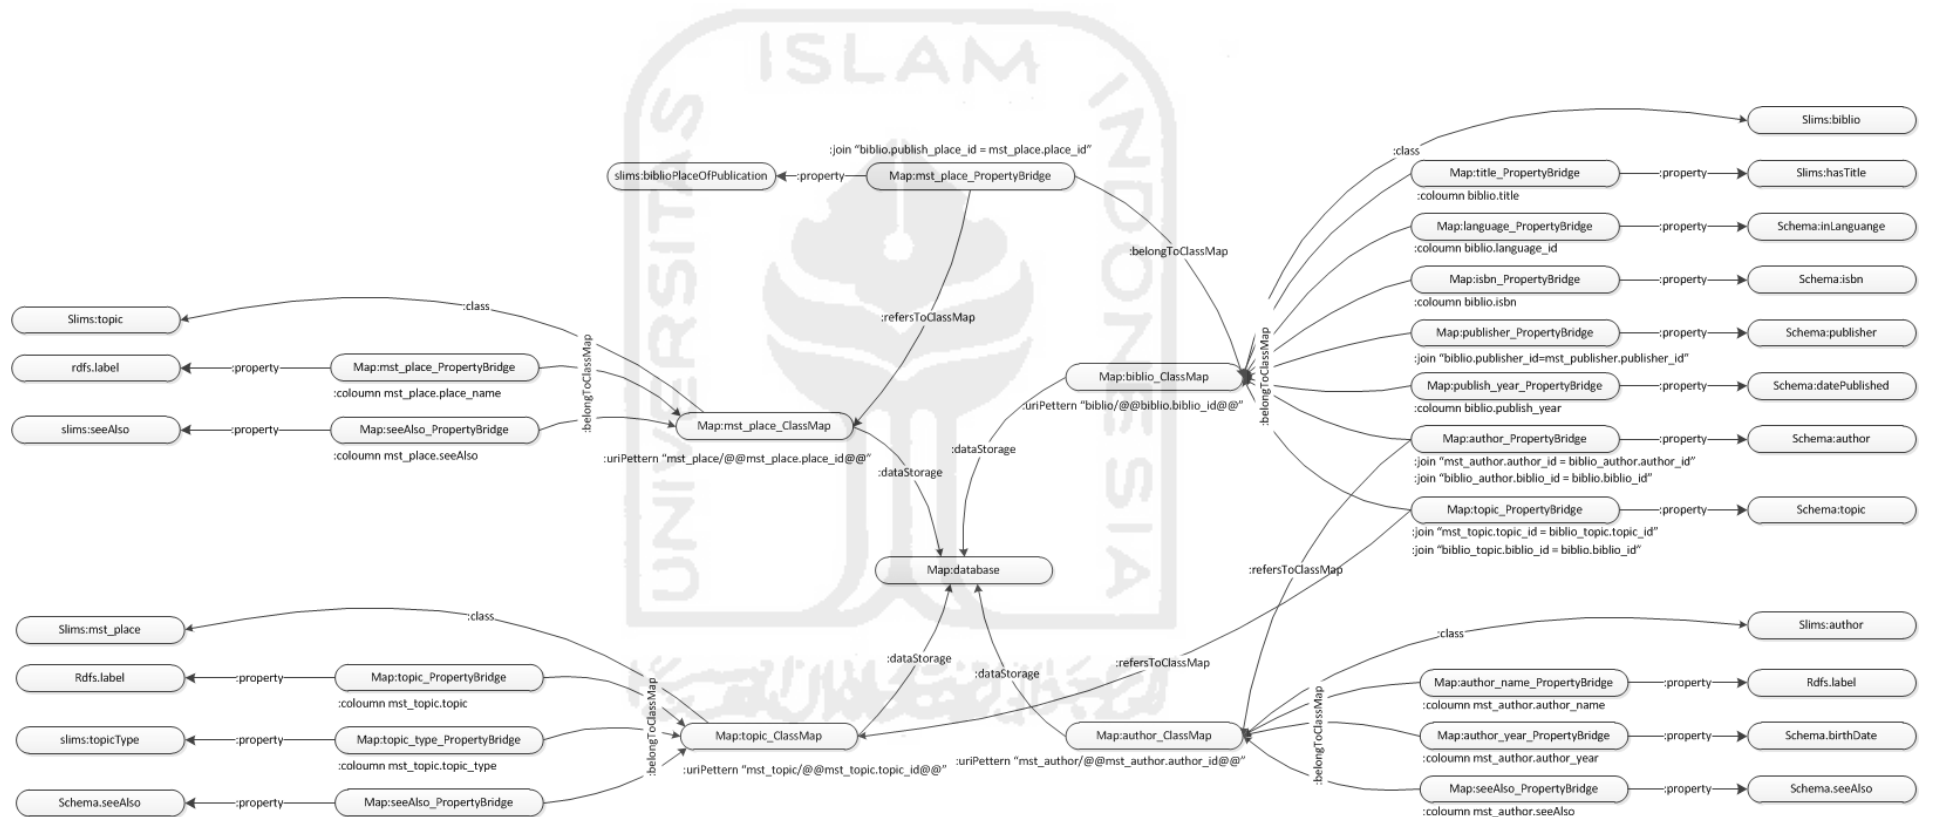 UNIVERSITAS
ISLAM
INDONESIA
:join "biblio.publish_place_id = mst_place.place_id"
slims:biblioPlaceOfPublication
:property
Map:mst_place_PropertyBridge
:belongToClassMap
:refersToClassMap
Slims:topic
:class
rdfs.label
:property
Map:mst_place_PropertyBridge
:coloumn mst_place.place_name
:belongToClassMap
slims:seeAlso
:property
Map:seeAlso_PropertyBridge
:coloumn mst_place.seeAlso
Map:mst_place_ClassMap
:uriPettern "mst_place/@@mst_place.place_id@@"
:dataStorage
Map:biblio_ClassMap
:uriPettern "biblio/@@biblio.biblio_id@@"
:dataStorage
Map:database
:class
Slims:biblio
Map:title_PropertyBridge
:property
Slims:hasTitle
:coloumn biblio.title
Map:language_PropertyBridge
:property
Schema:inLanguange
:coloumn biblio.language_id
Map:isbn_PropertyBridge
:property
Schema:isbn
:coloumn biblio.isbn
:belongToClassMap
Map:publisher_PropertyBridge
:property
Schema:publisher
:join "biblio.publisher_id=mst_publisher.publisher_id"
Map:publish_year_PropertyBridge
:property
Schema:datePublished
:coloumn biblio.publish_year
Map:author_PropertyBridge
:property
Schema:author
:join "mst_author.author_id = biblio_author.author_id"
:join "biblio_author.biblio_id = biblio.biblio_id"
Map:topic_PropertyBridge
:property
Schema:topic
:join "mst_topic.topic_id = biblio_topic.topic_id"
:join "biblio_topic.biblio_id = biblio.biblio_id"
:refersToClassMap
:refersToClassMap
Slims:mst_place
:class
Rdfs.label
:property
Map:topic_PropertyBridge
:coloumn mst_topic.topic
:belongToClassMap
slims:topicType
:property
Map:topic_type_PropertyBridge
:coloumn mst_topic.topic_type
Schema.seeAlso
:property
Map:seeAlso_PropertyBridge
Map:topic_ClassMap
:uriPettern "mst_topic/@@mst_topic.topic_id@@"
:dataStorage
:dataStorage
Map:author_ClassMap
:uriPettern "mst_author/@@mst_author.author_id@@"
:class
Slims:author
Map:author_name_PropertyBridge
:property
Rdfs.label
:coloumn mst_author.author_name
:belongToClassMap
Map:author_year_PropertyBridge
:property
Schema.birthDate
:coloumn mst_author.author_year
Map:seeAlso_PropertyBridge
:property
Schema.seeAlso
:coloumn mst_author.seeAlso